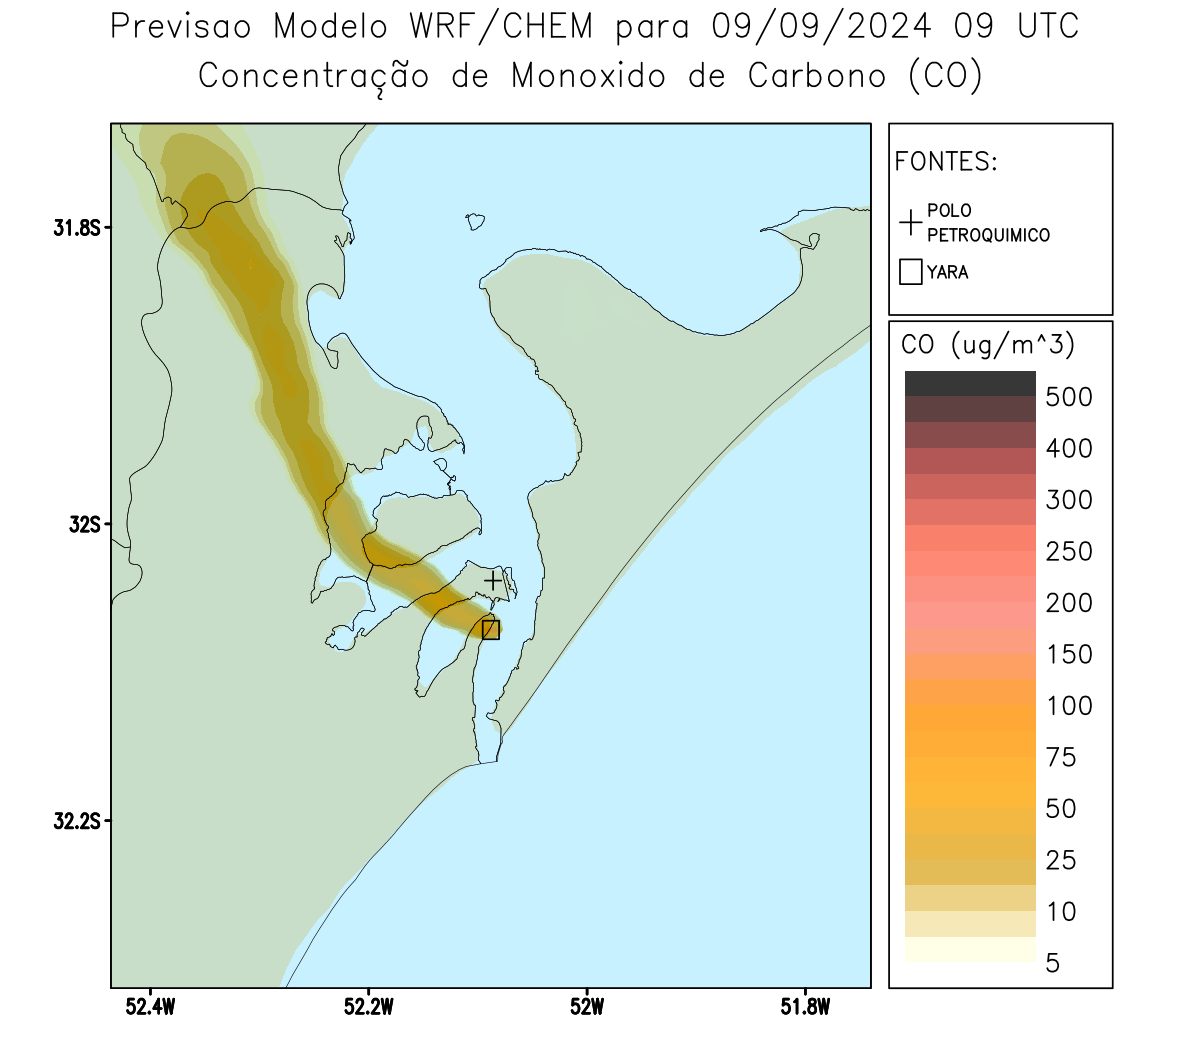 Previsao Modelo WRF/CHEM para 09/09/2024 09 UTC
Concentração de Monoxido de Carbono (CO)
FONTES:
POLO
PETROQUIMICO
YARA
CO (ug/m^3)
500
400
300
250
200
150
100
75
50
25
10
5
31.8S
32S
32.2S
52.4W
52.2W
52W
51.8W